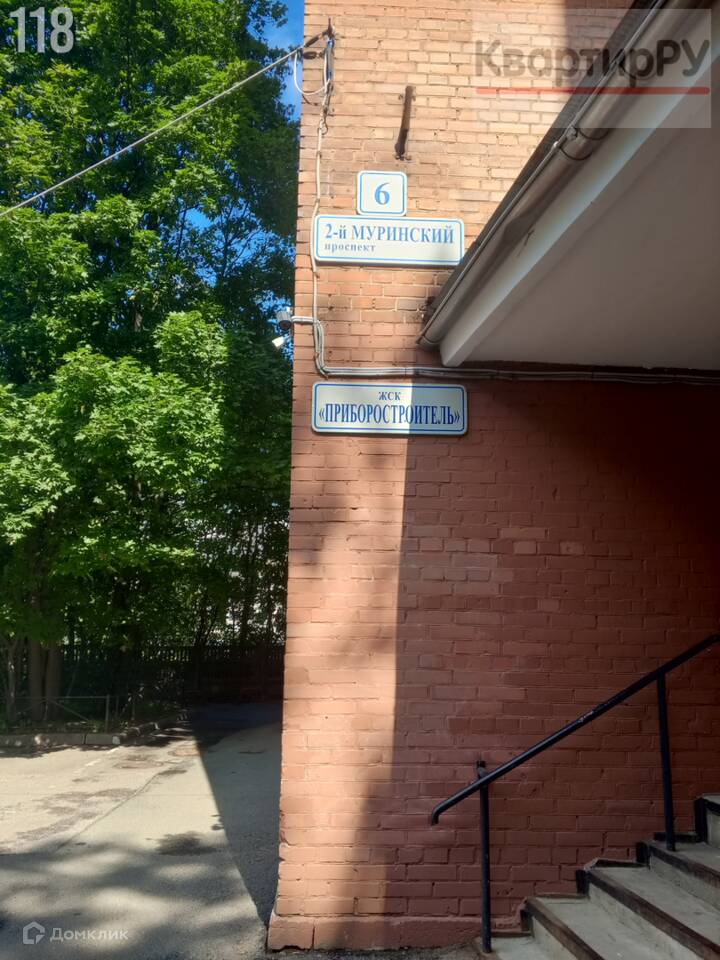 118
КвартирРУ
6
2-й МУРИНСКИЙ
проспект
ЖСК
«ПРИБОРОСТРОИТЕЛЬ»
Домклик